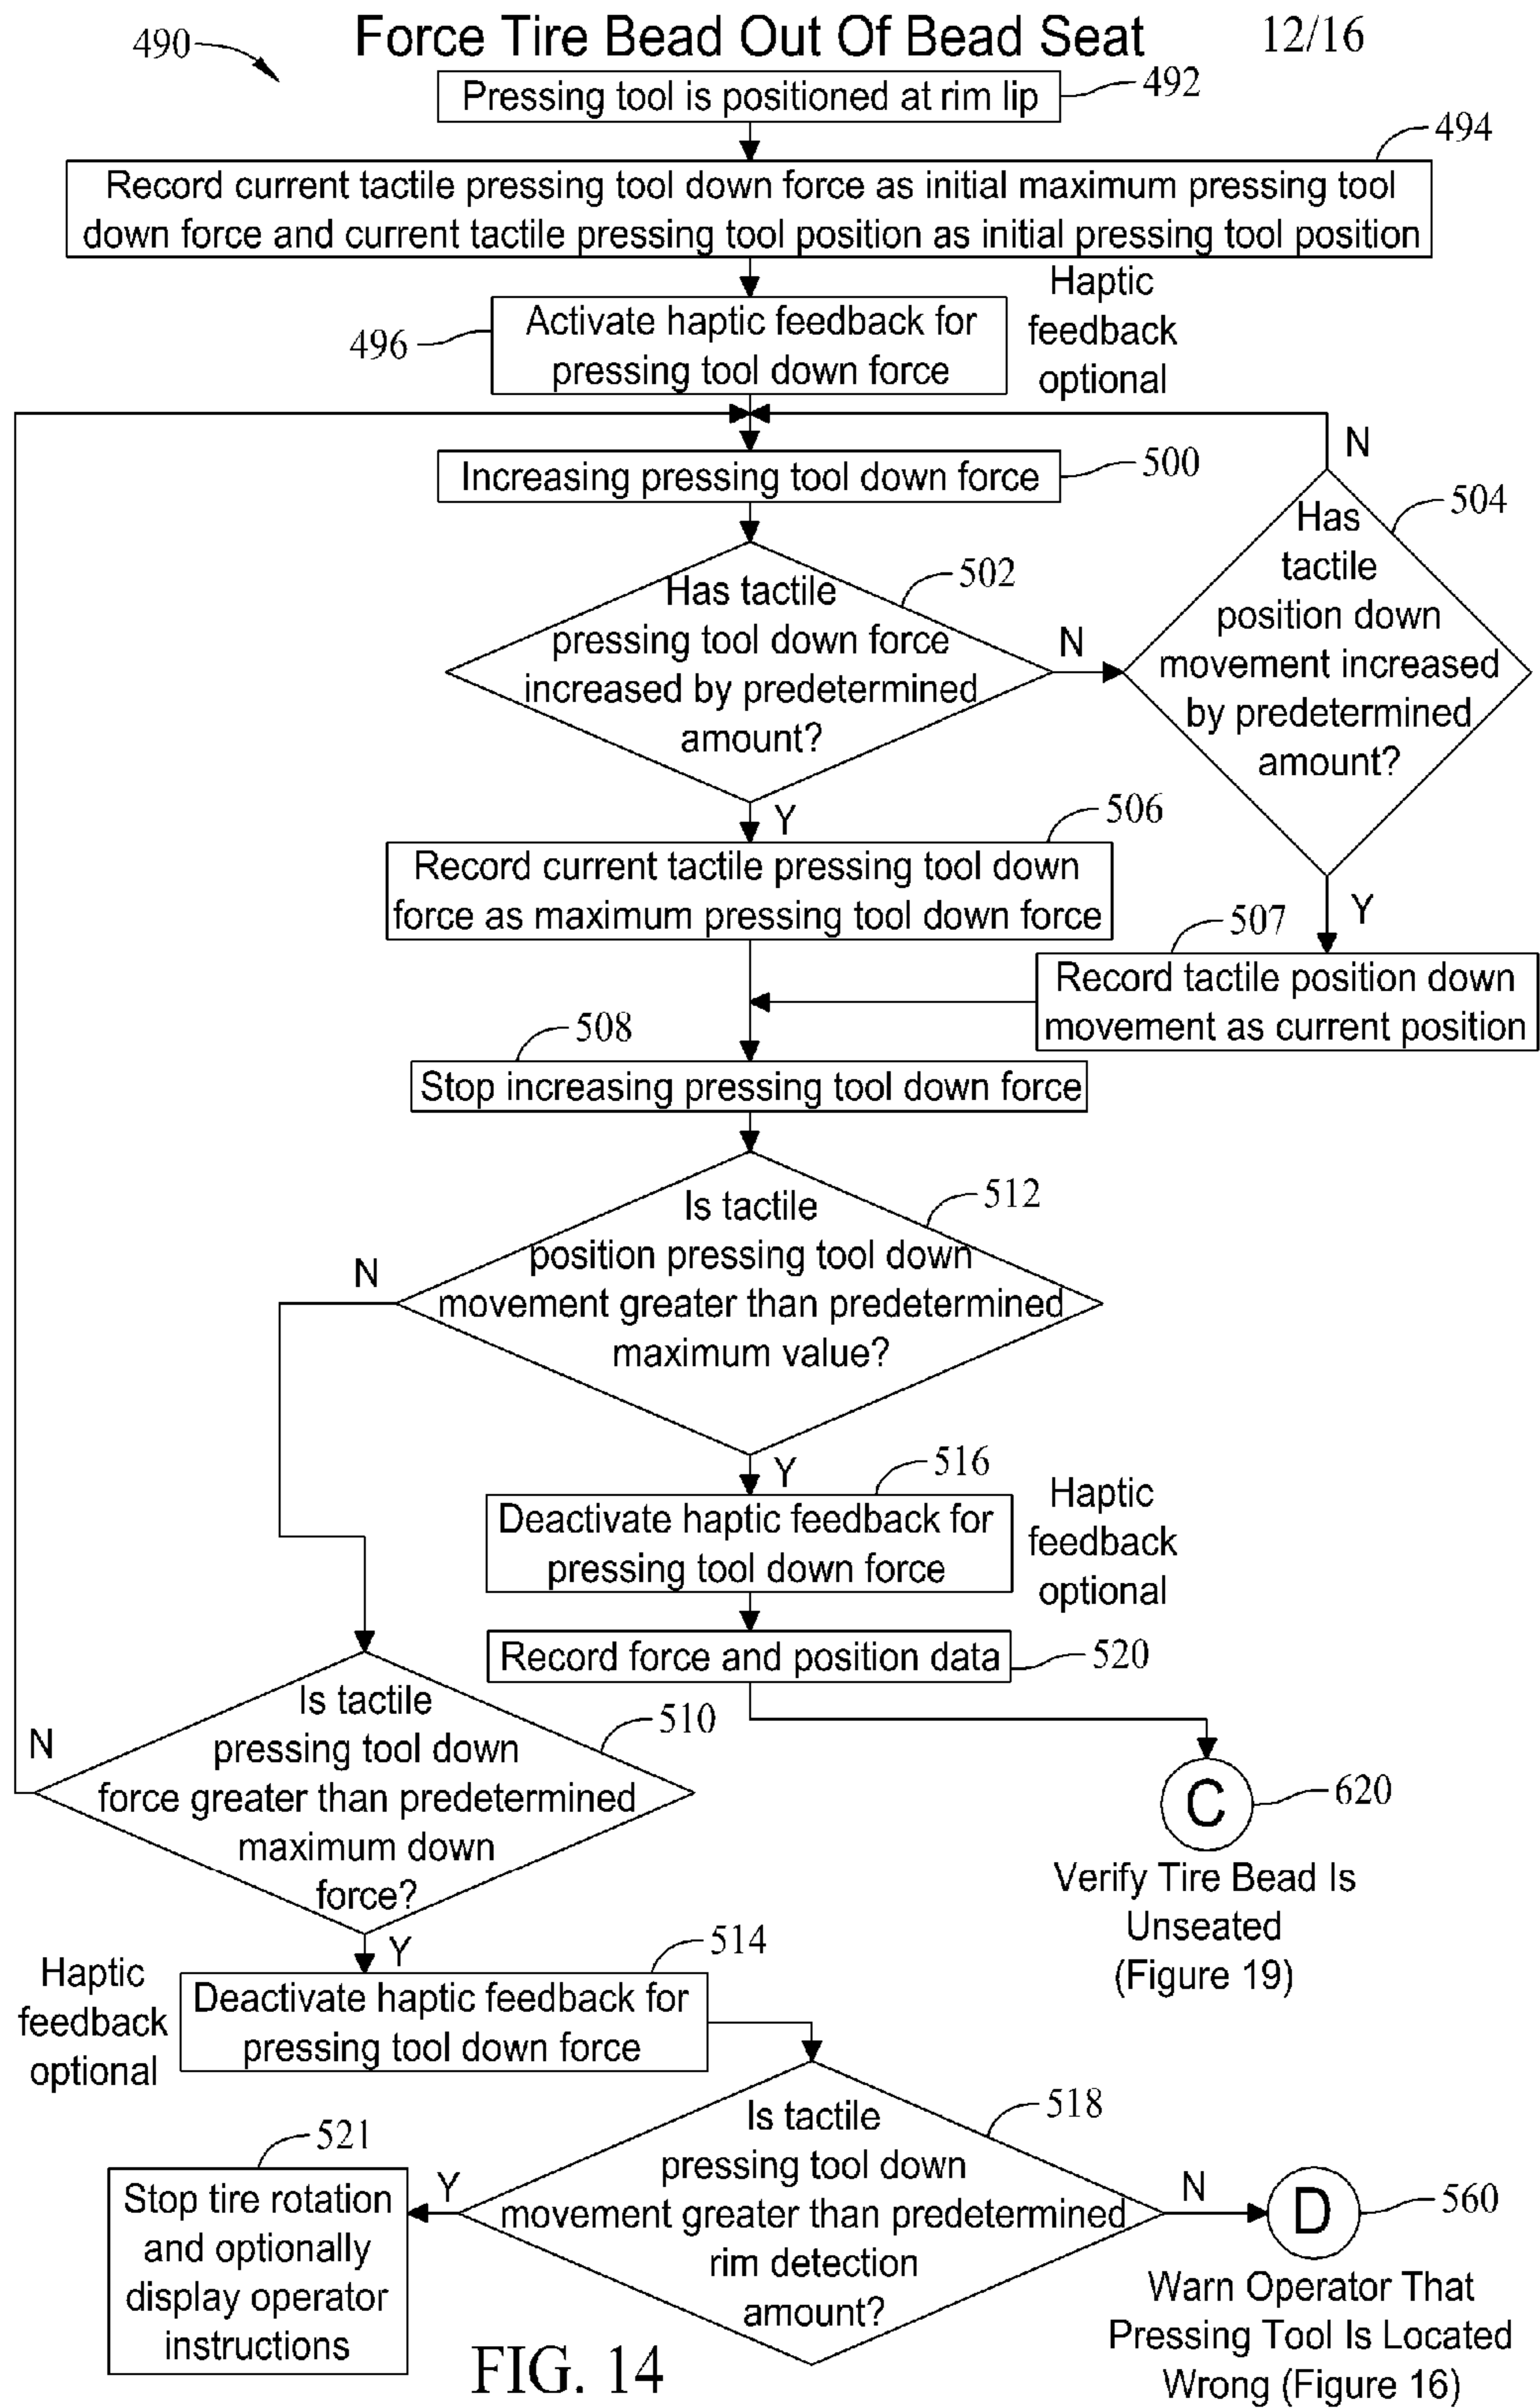 490
Force Tire Bead Out Of Bead Seat
12/16
Pressing tool is positioned at rim lip
492
494
Record current tactile pressing tool down force as initial maximum pressing tool
down force and current tactile pressing tool position as initial pressing tool position
496
Activate haptic feedback for
pressing tool down force
Haptic
feedback
optional
Increasing pressing tool down force
500
N
504
Has
tactile
position down
movement increased
by predetermined
amount?
502
Has tactile
pressing tool down force
increased by predetermined
amount?
N
Y
506
Record current tactile pressing tool down
force as maximum pressing tool down force
Y
507
Record tactile position down
movement as current position
508
Stop increasing pressing tool down force
512
Is tactile
position pressing tool down
movement greater than predetermined
maximum value?
N
Y
516
Deactivate haptic feedback for
pressing tool down force
Haptic
feedback
optional
Record force and position data
520
N
510
Is tactile
pressing tool down
force greater than predetermined
maximum down
force?
C
620
Verify Tire Bead Is
Unseated
(Figure 19)
Y
514
Haptic
feedback
optional
Deactivate haptic feedback for
pressing tool down force
518
Is tactile
pressing tool down
movement greater than predetermined
rim detection
amount?
521
Y
Stop tire rotation
and optionally
display operator
instructions
N
D
560
Warn Operator That
Pressing Tool Is Located
Wrong (Figure 16)
FIG. 14